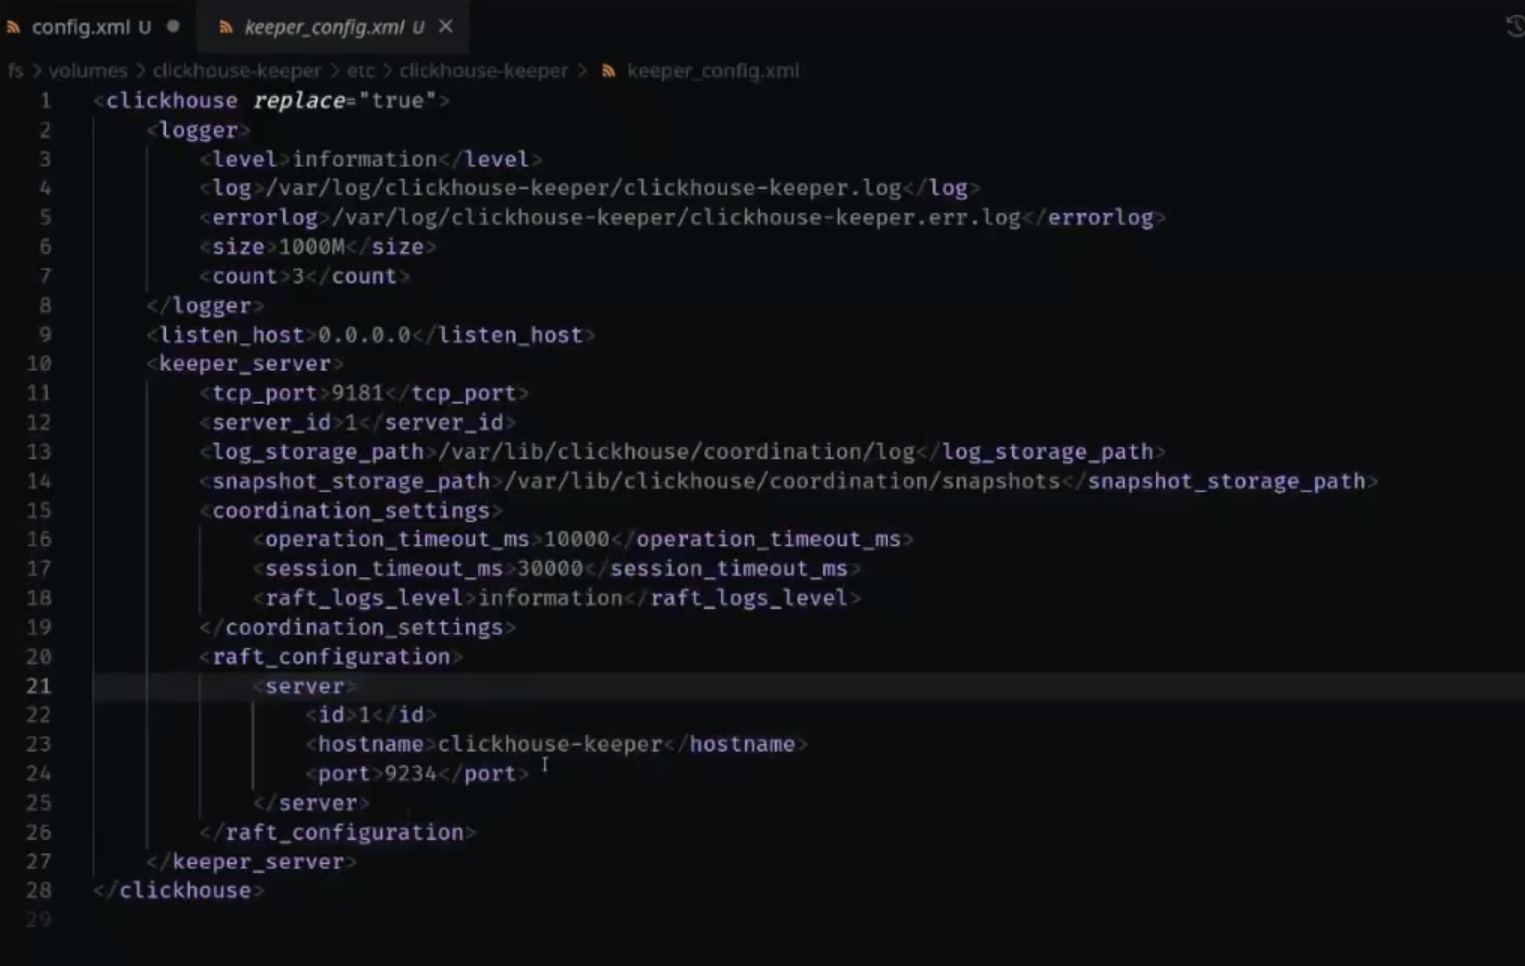 config.xml U
keeper_config.xml U
fs > volumes > clickhouse-keeper > etc > clickhouse-keeper > keeper_config.xml
1 <clickhouse replace="true">
2 <logger>
3 <level>information</level>
4 <log>/var/log/clickhouse-keeper/clickhouse-keeper.log</log>
5 <errorlog>/var/log/clickhouse-keeper/clickhouse-keeper.err.log</errorlog>
6 <size>1000M</size>
7 <count>3</count>
8 </logger>
9 <listen_host>0.0.0.0</listen_host>
10 <keeper_server>
11 <tcp_port>9181</tcp_port>
12 <server_id>1</server_id>
13 <log_storage_path>/var/lib/clickhouse/coordination/log</log_storage_path>
14 <snapshot_storage_path>/var/lib/clickhouse/coordination/snapshots</snapshot_storage_path>
15 <coordination_settings>
16 <operation_timeout_ms>10000</operation_timeout_ms>
17 <session_timeout_ms>30000</session_timeout_ms>
18 <raft_logs_level>information</raft_logs_level>
19 </coordination_settings>
20 <raft_configuration>
21 <server>
22 <id>1</id>
23 <hostname>clickhouse-keeper</hostname>
24 <port>9234</port>
25 </server>
26 </raft_configuration>
27 </keeper_server>
28 </clickhouse>
29